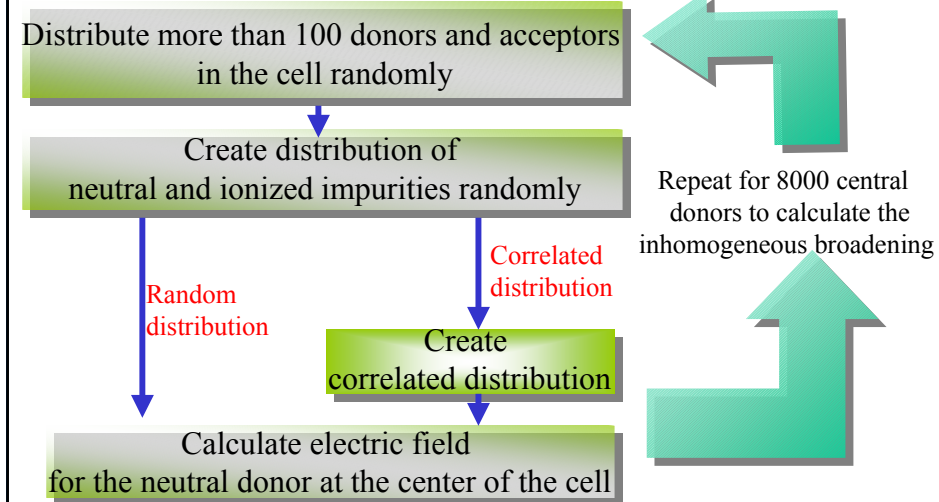 Distribute more than 100 donors and acceptors
in the cell randomly
Create distribution of
neutral and ionized impurities randomly
Repeat for 8000 central
donors to calculate the
inhomogeneous broadening
Random
distribution
Correlated
distribution
Create
correlated distribution
Calculate electric field
for the neutral donor at the center of the cell